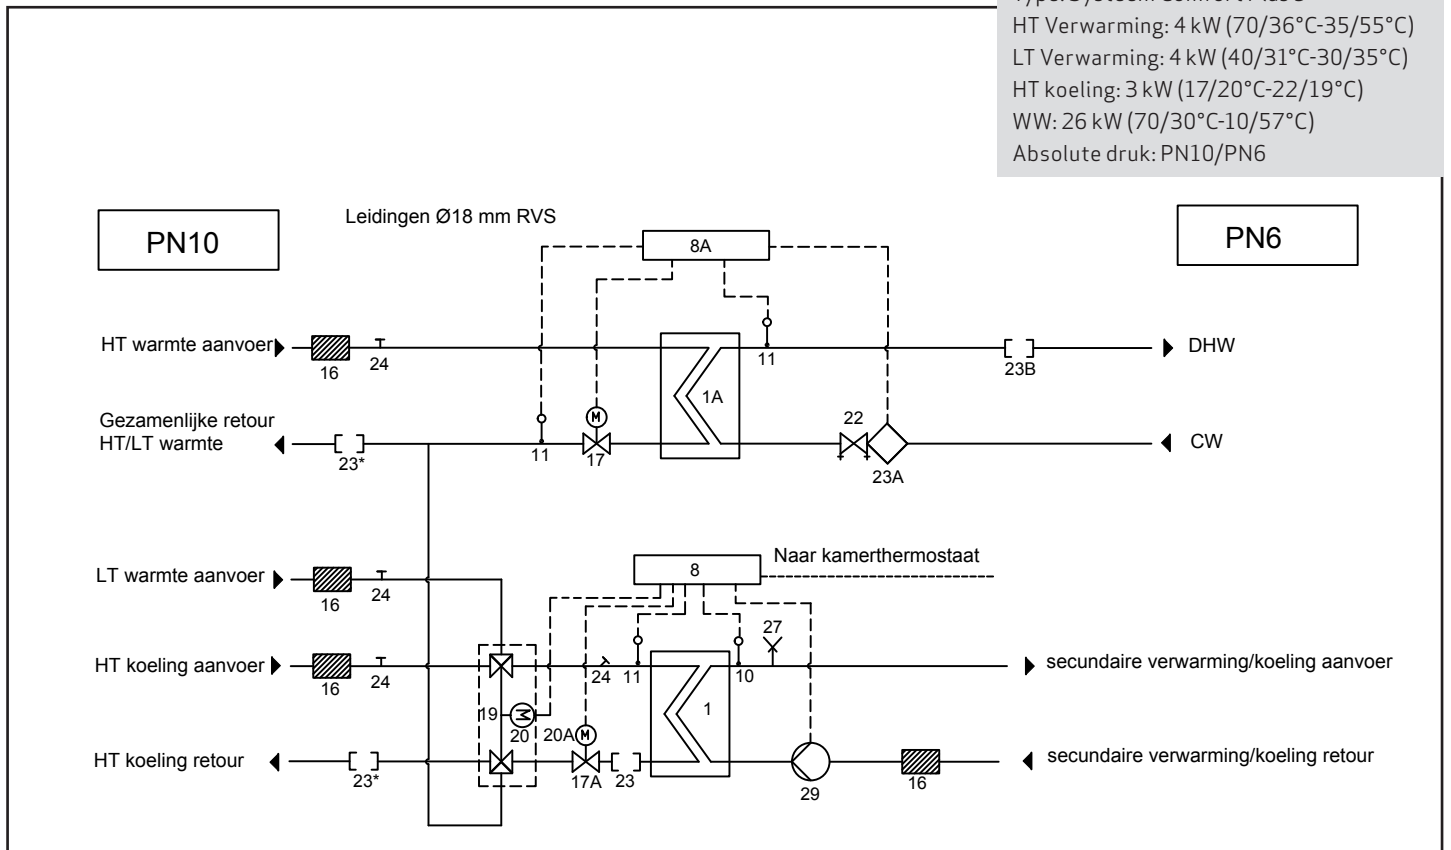 HT Verwarming: 4 kW (70/36°C-35/55°C)
LT Verwarming: 4 kW (40/31°C-30/35°C)
HT koeling: 3 kW (17/20°C-22/19°C)
WW: 26 kW (70/30°C-10/57°C)
Absolute druk: PN10/PN6
PN10
Leidingen Ø18 mm RVS
PN6
8A
HT warmte aanvoer
16
24
11
23B
DHW
1A
Gezamenlijke retour
HT/LT warmte
23*
11
M
17
22
23A
CW
LT warmte aanvoer
16
24
8
Naar kamerthermostaat
HT koeling aanvoer
16
24
24
11
10
27
secundaire verwarming/koeling aanvoer
19
M
20
20A
M
1
HT koeling retour
23*
17A
23
29
16
secundaire verwarming/koeling retour